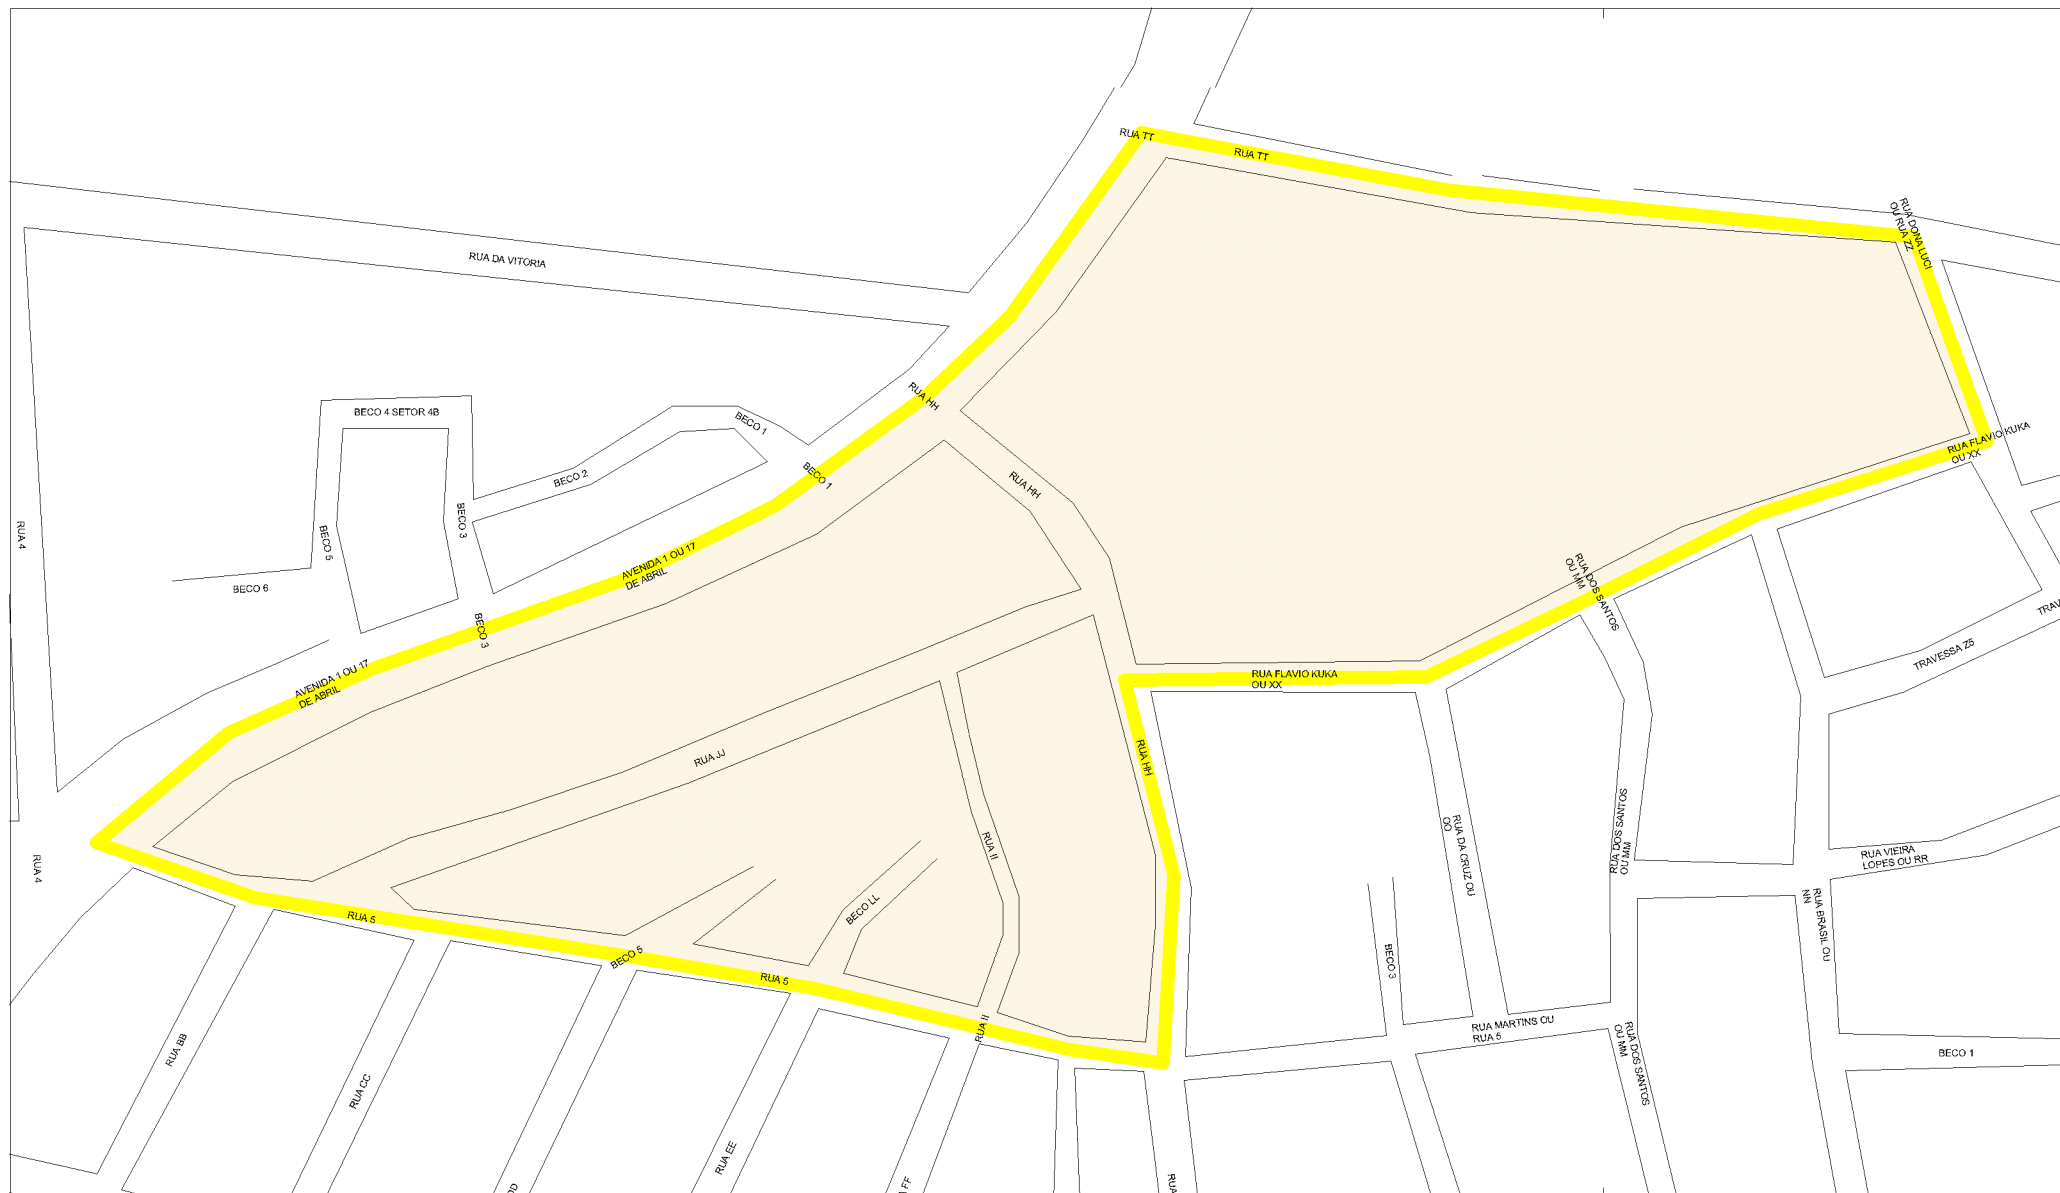 RUA TT
RUA TT
RUA DONA LUCI
OU RUA ZZ
RUA DA VITORIA
RUA HH
BECO 4 SETOR 4B
BECO 1
RUA FLAVIO KUKA
OU XX
BECO 2
BECO 1
RUA HH
BECO 3
RUA 4
BECO 5
AVENIDA 1 OU 17
DE ABRIL
BECO 6
RUA DOS SANTOS
OU MM
BECO 3
TRAVESSA Z5
AVENIDA 1 OU 17
DE ABRIL
RUA FLAVIO KUKA
OU XX
RUA JJ
RUA HH
RUA II
RUA DA CRUZ OU
OO
RUA DOS SANTOS
OU MM
RUA VIEIRA
LOPES OU RR
RUA 4
BECO LL
RUA 5
RUA BRASIL OU
NN
BECO 5
BECO 3
RUA 5
RUA II
RUA MARTINS OU
RUA 5
RUA DOS SANTOS
OU MM
BECO 1
RUA BB
RUA CC
RUA EE
RUA